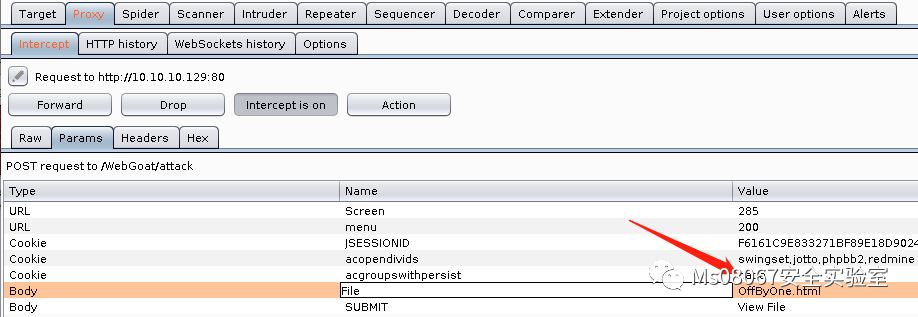 Target Proxy Spider Scanner Intruder Repeater Sequencer Decoder Comparer Extender Project options User options Alerts
Intercept HTTP history WebSockets history Options
Request to http://10.10.10.129:80
Forward Drop Intercept is on Action
Raw Params Headers Hex
POST request to /WebGoat/attack
Type Name Value
URL Screen 285
URL menu 200
Cookie JSESSIONID F6161C9E833271BF89E18D9024
Cookie acopendivids swingset,jotto,phpbb2,redmine
Cookie acgroupswithpersist
Ms08067安全实验室
Body File OffByOne.html
Body SUBMIT View File